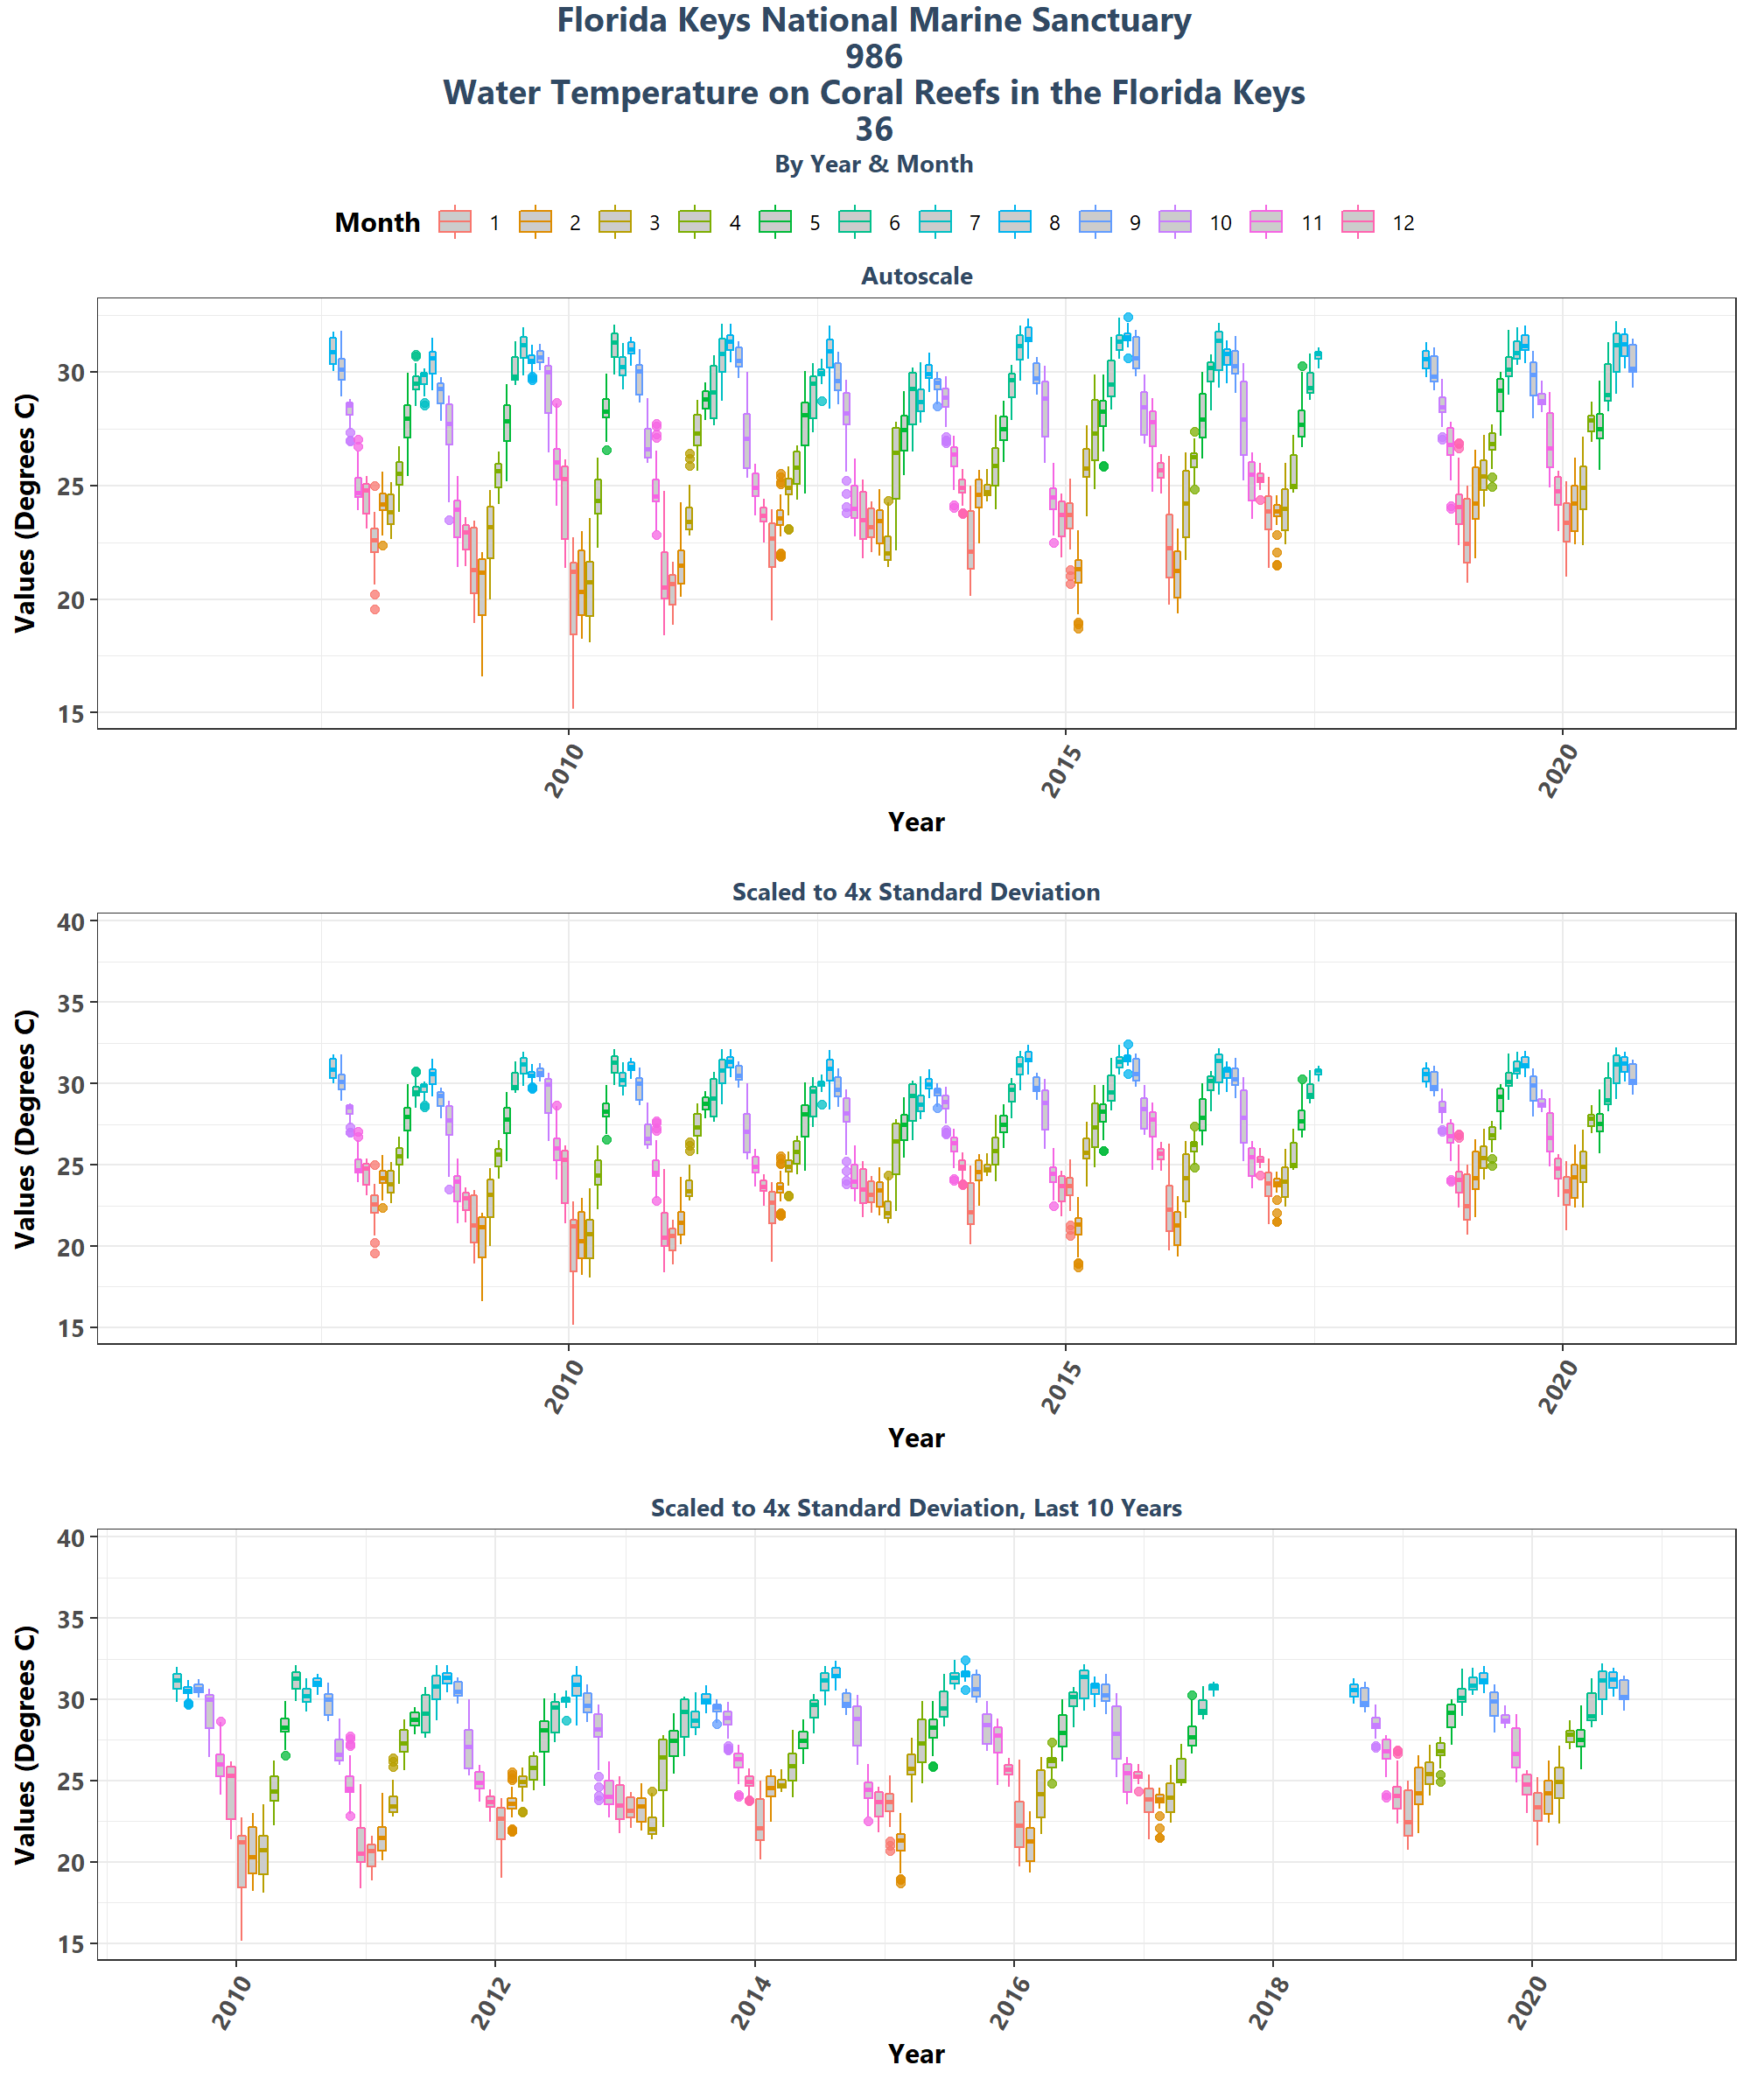 Florida Keys National Marine Sanctuary
986
Water Temperature on Coral Reefs in the Florida Keys
36
By Year & Month
Month 1 2 3 4 5 6 7 8 9 10 11 12
Autoscale
Values (Degrees C)
30
25
20
15
2010 2015 2020
Year
Scaled to 4x Standard Deviation
Values (Degrees C)
40
35
30
25
20
15
2010 2015 2020
Year
Scaled to 4x Standard Deviation, Last 10 Years
Values (Degrees C)
40
35
30
25
20
15
2010 2012 2014 2016 2018 2020
Year